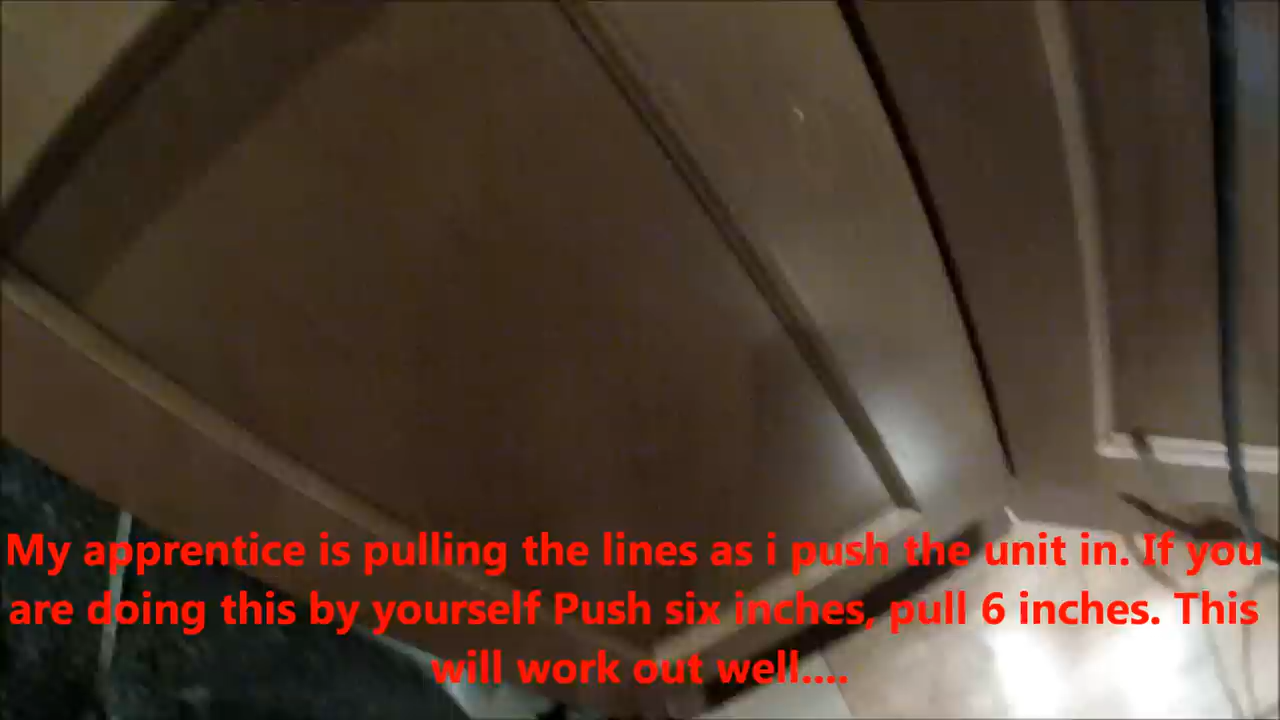 My apprentice is pulling the lines as i push the unit in. If you
are doing this by yourself Push six inches, pull 6 inches. This
will work out well....